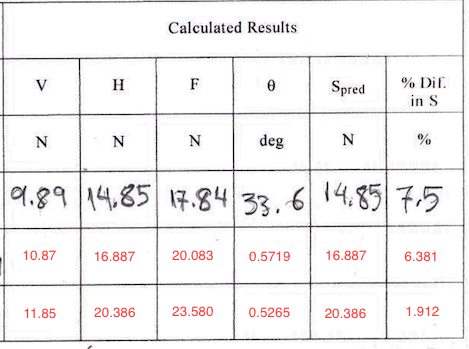 Calculated Results
V H F θ Spred % Dif. in S
N N N deg N %
9.89 14.85 17.84 33.6 14.85 7.5
10.87 16.887 20.083 0.5719 16.887 6.381
11.85 20.386 23.580 0.5265 20.386 1.912